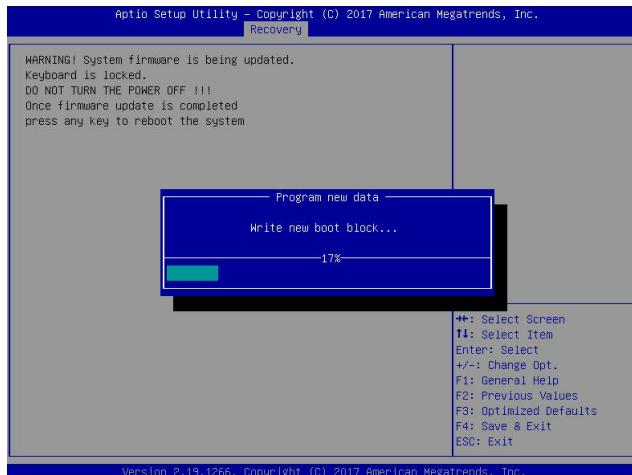 Aptio Setup Utility – Copyright (C) 2017 American Megatrends, Inc.
Recovery
WARNING! System firmware is being updated.
Keyboard is locked.
DO NOT TURN THE POWER OFF !!!
Once firmware update is completed
press any key to reboot the system
Program new data
Write new boot block...
17%
→←: Select Screen
↑↓: Select Item
Enter: Select
+/-: Change Opt.
F1: General Help
F2: Previous Values
F3: Optimized Defaults
F4: Save & Exit
ESC: Exit
Version 2.19.1266. Copyright (C) 2017 American Megatrends, Inc.